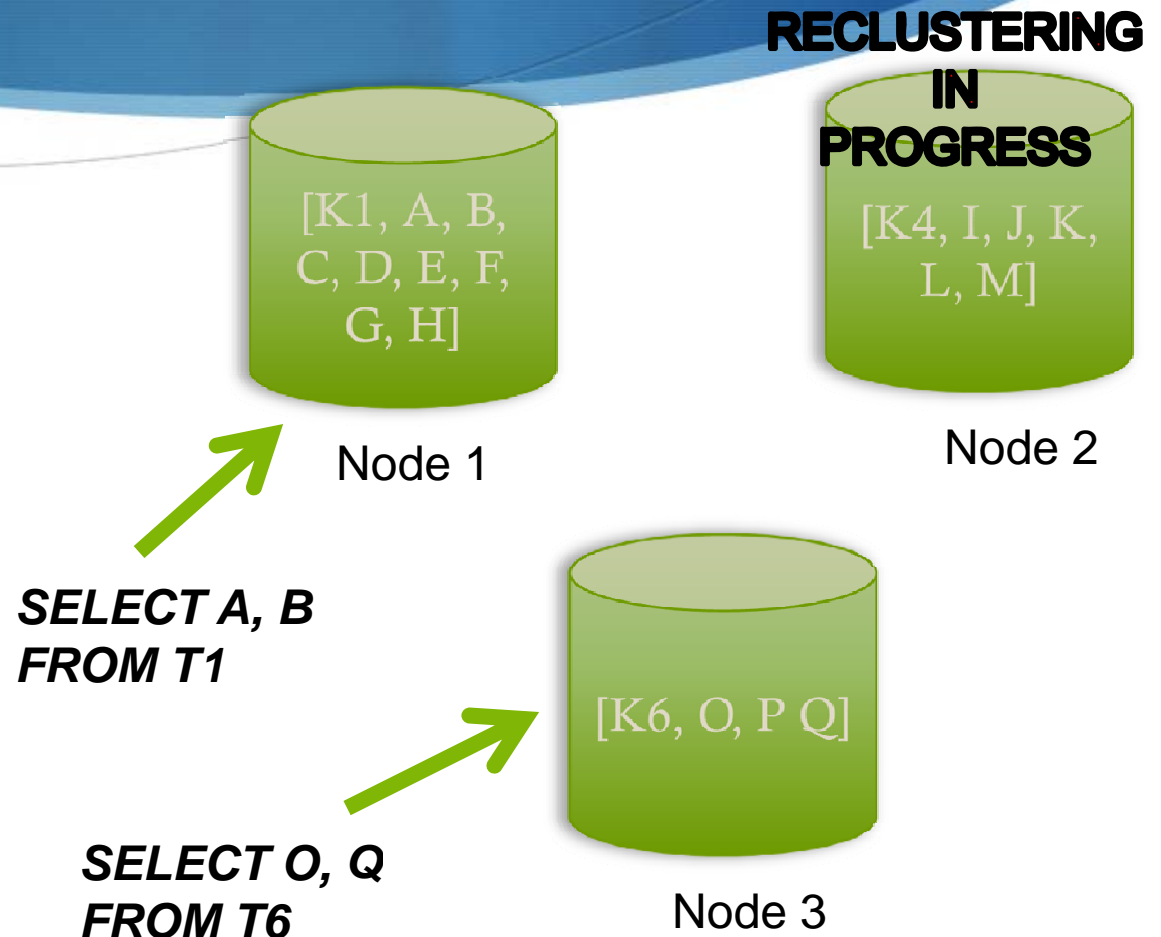 RECLUSTERING
IN
PROGRESS
[K1, A, B,
C, D, E, F,
G, H]
[K4, I, J, K,
L, M]
Node 1
Node 2
SELECT A, B
FROM T1
[K6, O, P Q]
SELECT O, Q
FROM T6
Node 3